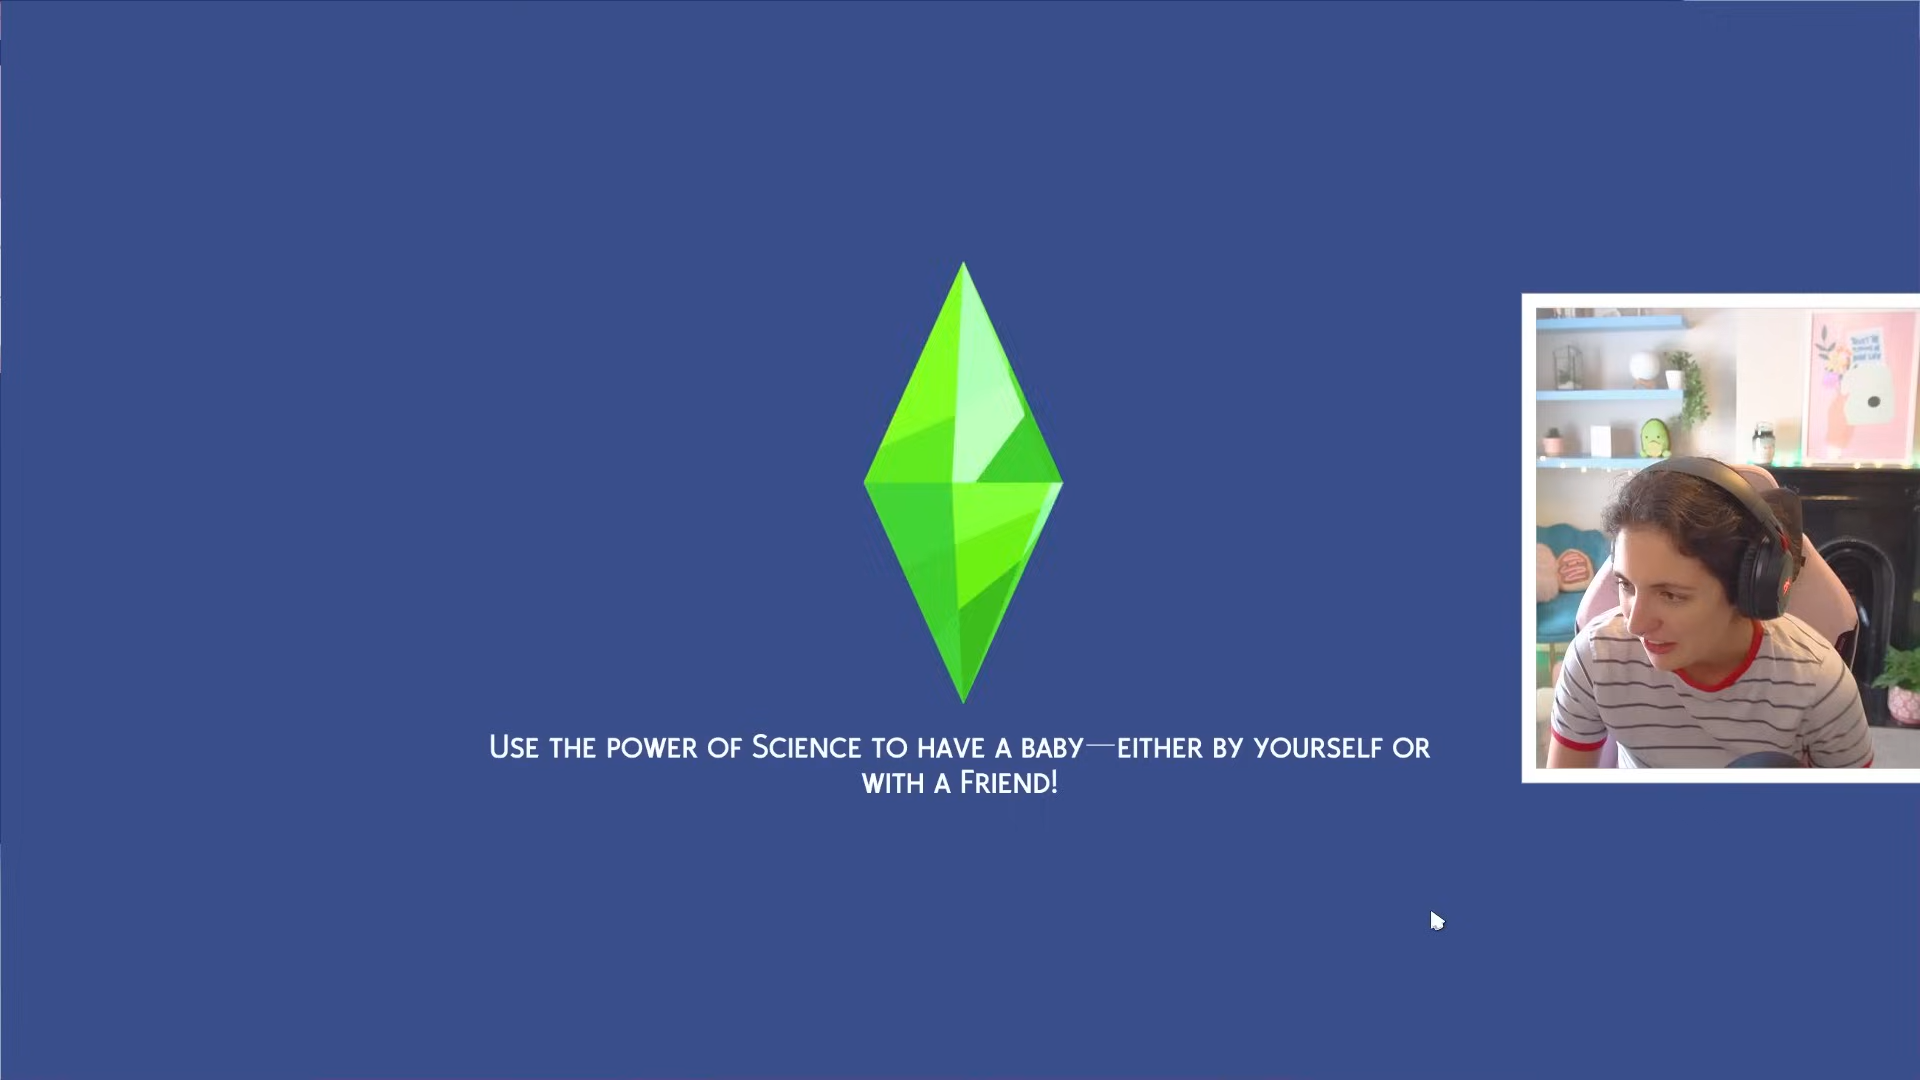 Use the power of Science to have a baby—either by yourself or
with a Friend!